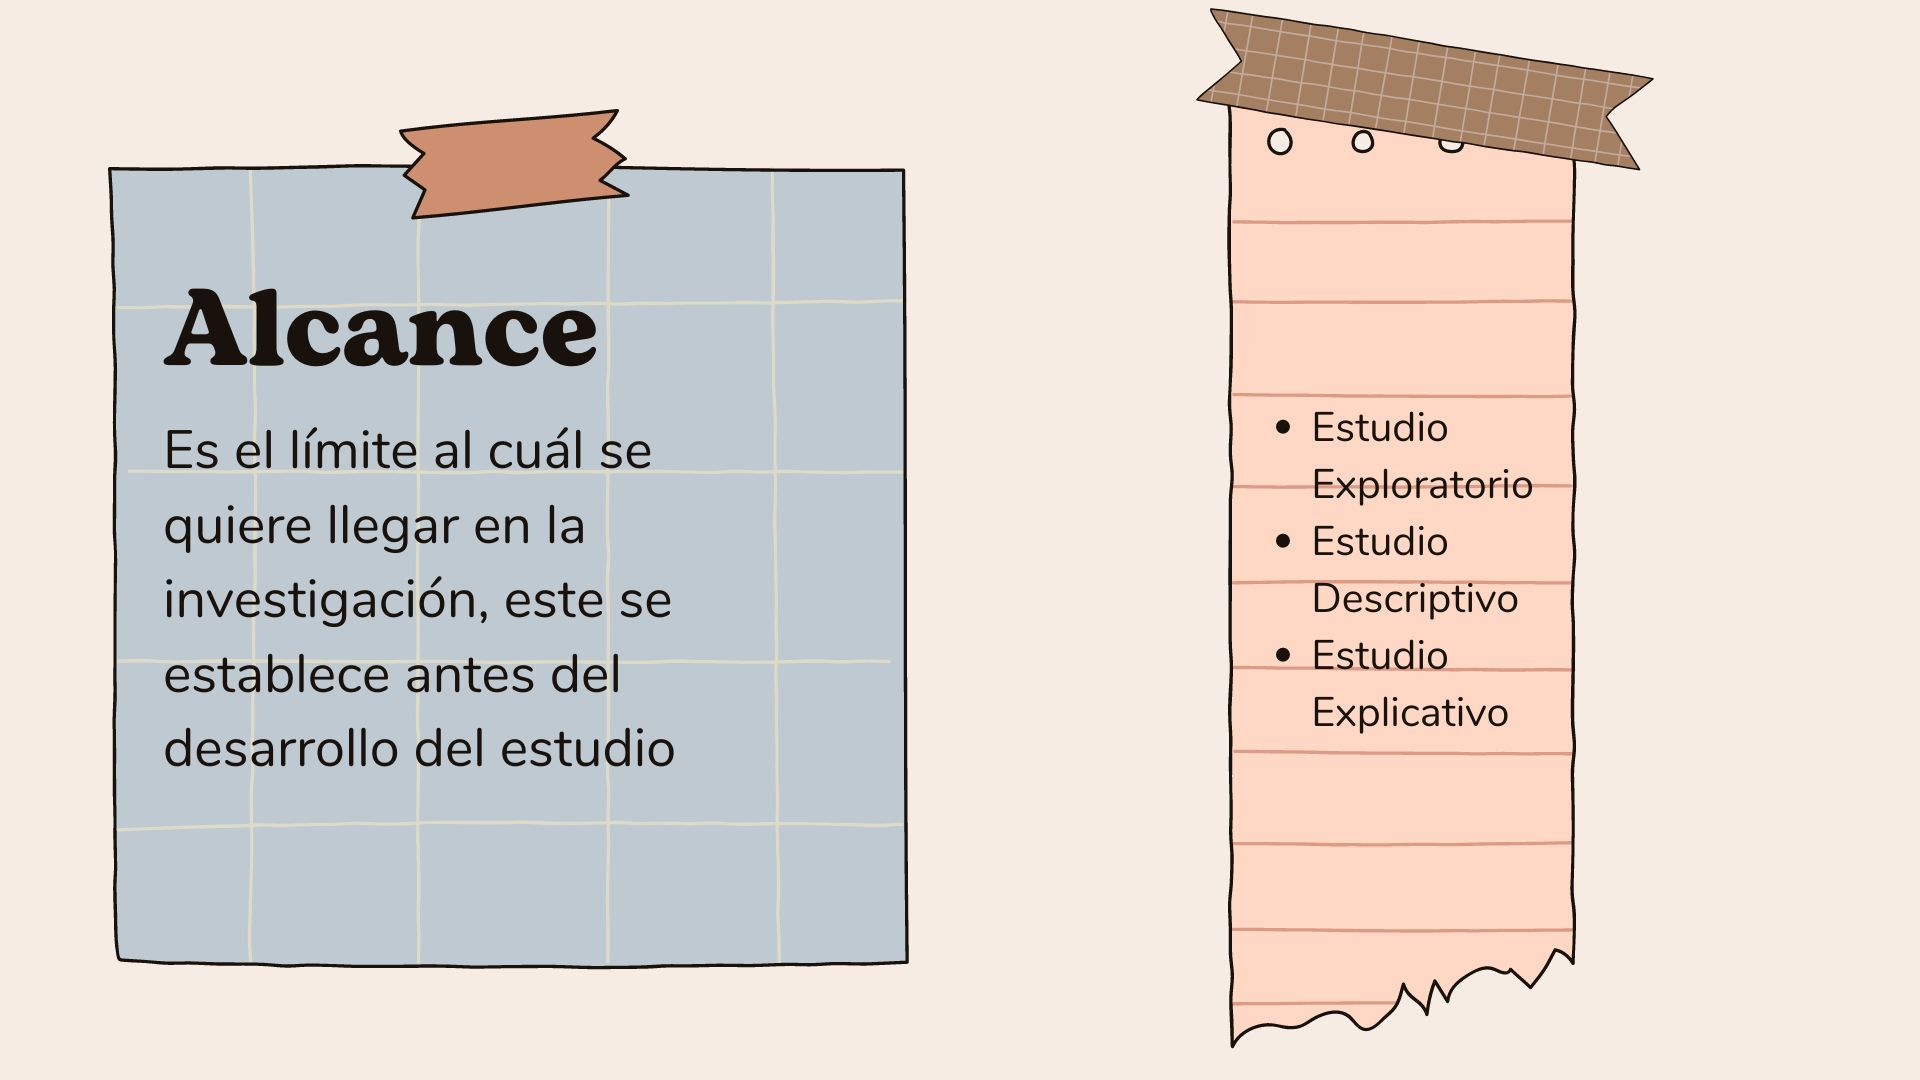 Alcance
Es el límite al cuál se
quiere llegar en la
investigación, este se
establece antes del
desarrollo del estudio
• Estudio
Exploratorio
• Estudio
Descriptivo
• Estudio
Explicativo